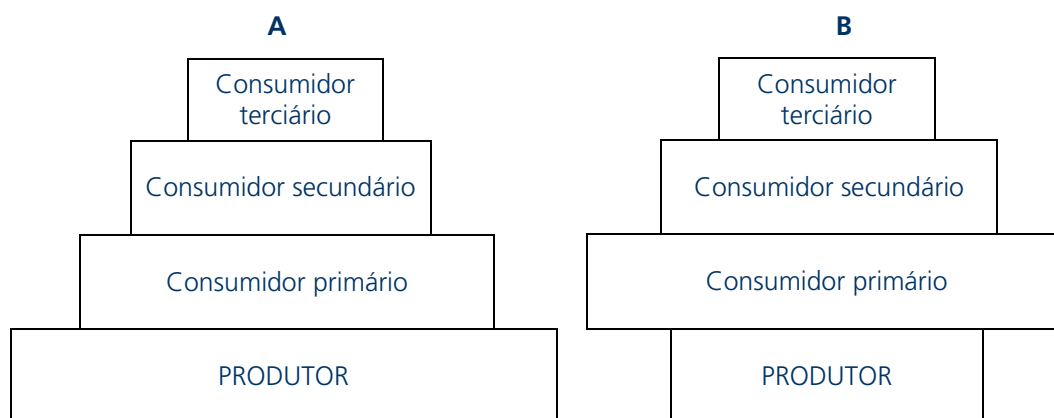 A
Consumidor
terciário
Consumidor secundário
Consumidor primário
PRODUTOR
B
Consumidor
terciário
Consumidor secundário
Consumidor primário
PRODUTOR